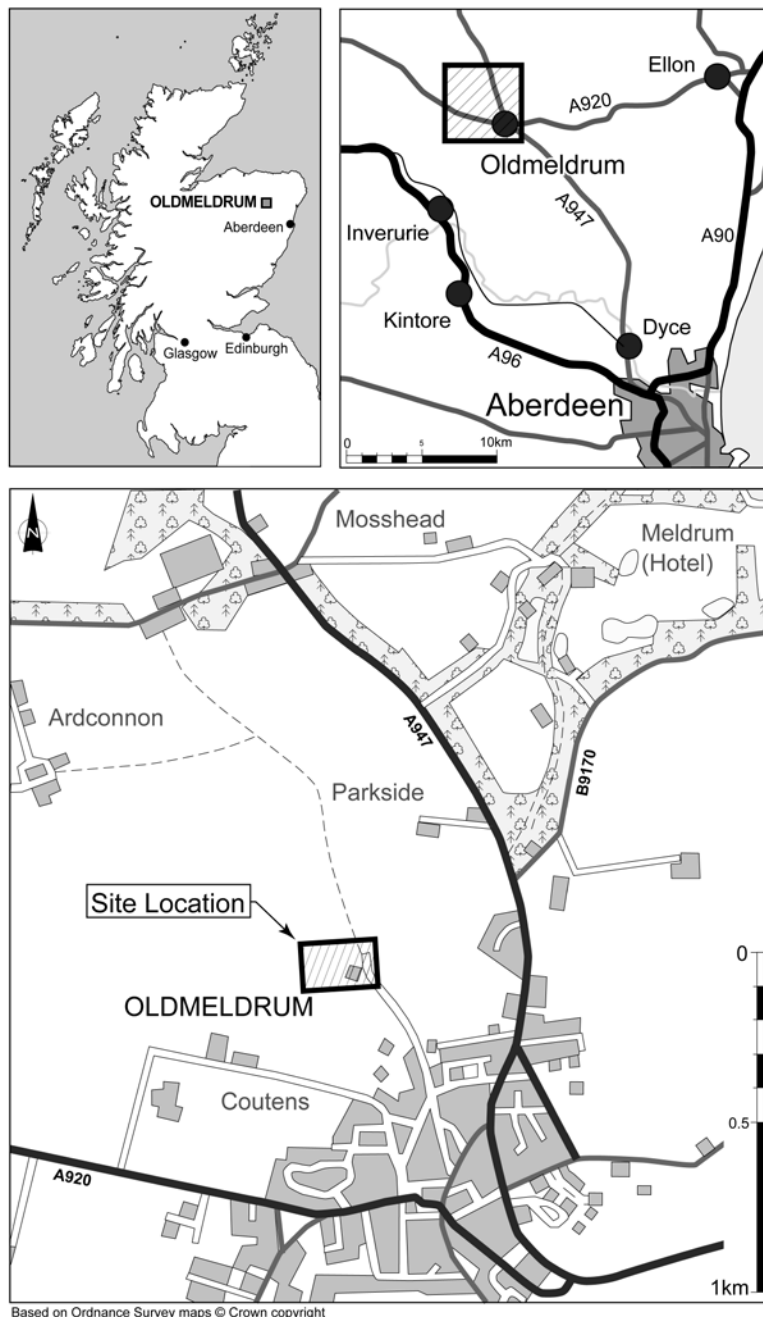 OLDMELDRUM
Aberdeen
Glasgow
Edinburgh
Ellon
A920
Oldmeldrum
A947
A90
Inverurie
Kintore
Dyce
A96
Aberdeen
0
5
10km
N
Mosshead
Meldrum
(Hotel)
Ardconnon
A947
B9170
Parkside
Site Location
0
OLDMELDRUM
Coutens
0.5
A920
1km
Based on Ordnance Survey maps © Crown copyright